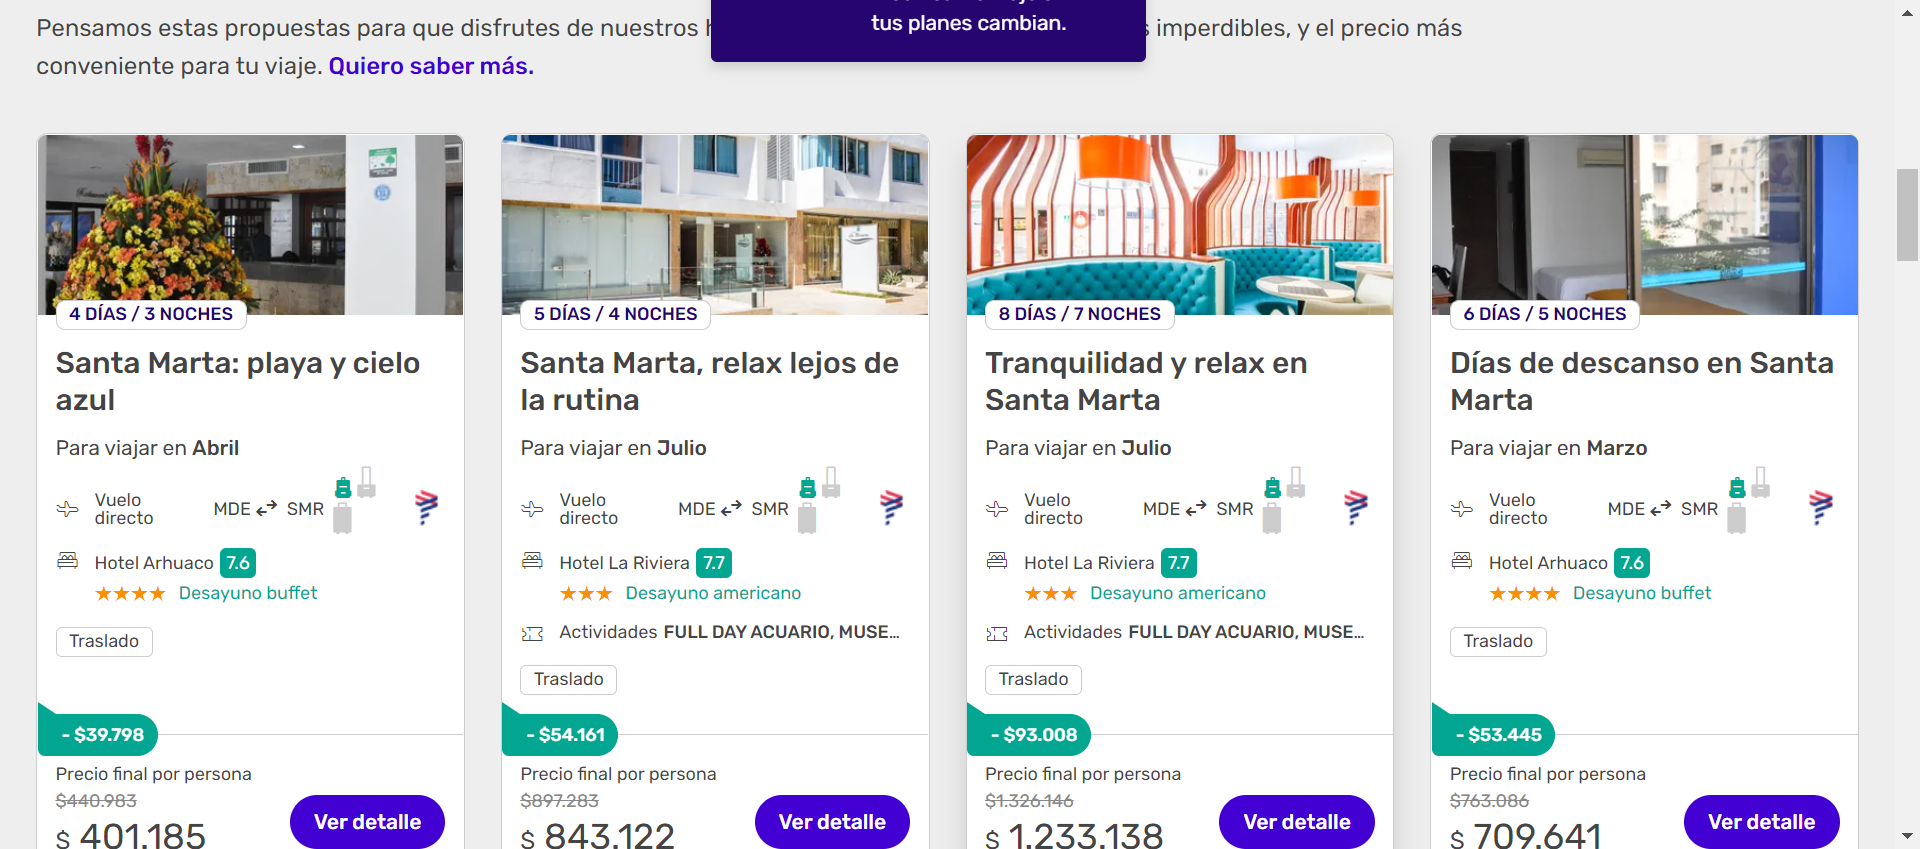 tus planes cambian.
Pensamos estas propuestas para que disfrutes de nuestros
imperdibles, y el precio más
conveniente para tu viaje. Quiero saber más.
4 DÍAS / 3 NOCHES
Santa Marta: playa y cielo
azul
Para viajar en Abril
Vuelo
directo
MDE SMR
Hotel Arhuaco 7.6
Desayuno buffet
Traslado
- $39.798
Precio final por persona
$440.983
$ 401.185
Ver detalle
5 DÍAS / 4 NOCHES
Santa Marta, relax lejos de
la rutina
Para viajar en Julio
Vuelo
directo
MDE SMR
Hotel La Riviera 7.7
Desayuno americano
Actividades FULL DAY ACUARIO, MUSE...
Traslado
- $54.161
Precio final por persona
$897.283
$ 843.122
Ver detalle
8 DÍAS / 7 NOCHES
Tranquilidad y relax en
Santa Marta
Para viajar en Julio
Vuelo
directo
MDE SMR
Hotel La Riviera 7.7
Desayuno americano
Actividades FULL DAY ACUARIO, MUSE...
Traslado
- $93.008
Precio final por persona
$1.326.146
$ 1.233.138
Ver detalle
6 DÍAS / 5 NOCHES
Días de descanso en Santa
Marta
Para viajar en Marzo
Vuelo
directo
MDE SMR
Hotel Arhuaco 7.6
Desayuno buffet
Traslado
- $53.445
Precio final por persona
$763.086
$ 709.641
Ver detalle